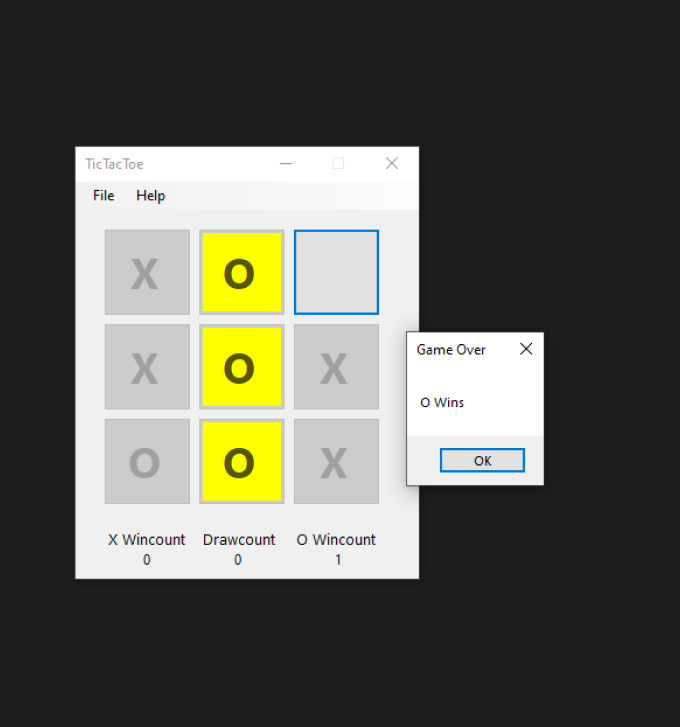 TicTacToe
File Help
X O
X O X
O O X
X Wincount Drawcount O Wincount
0 0 1
Game Over
O Wins
OK